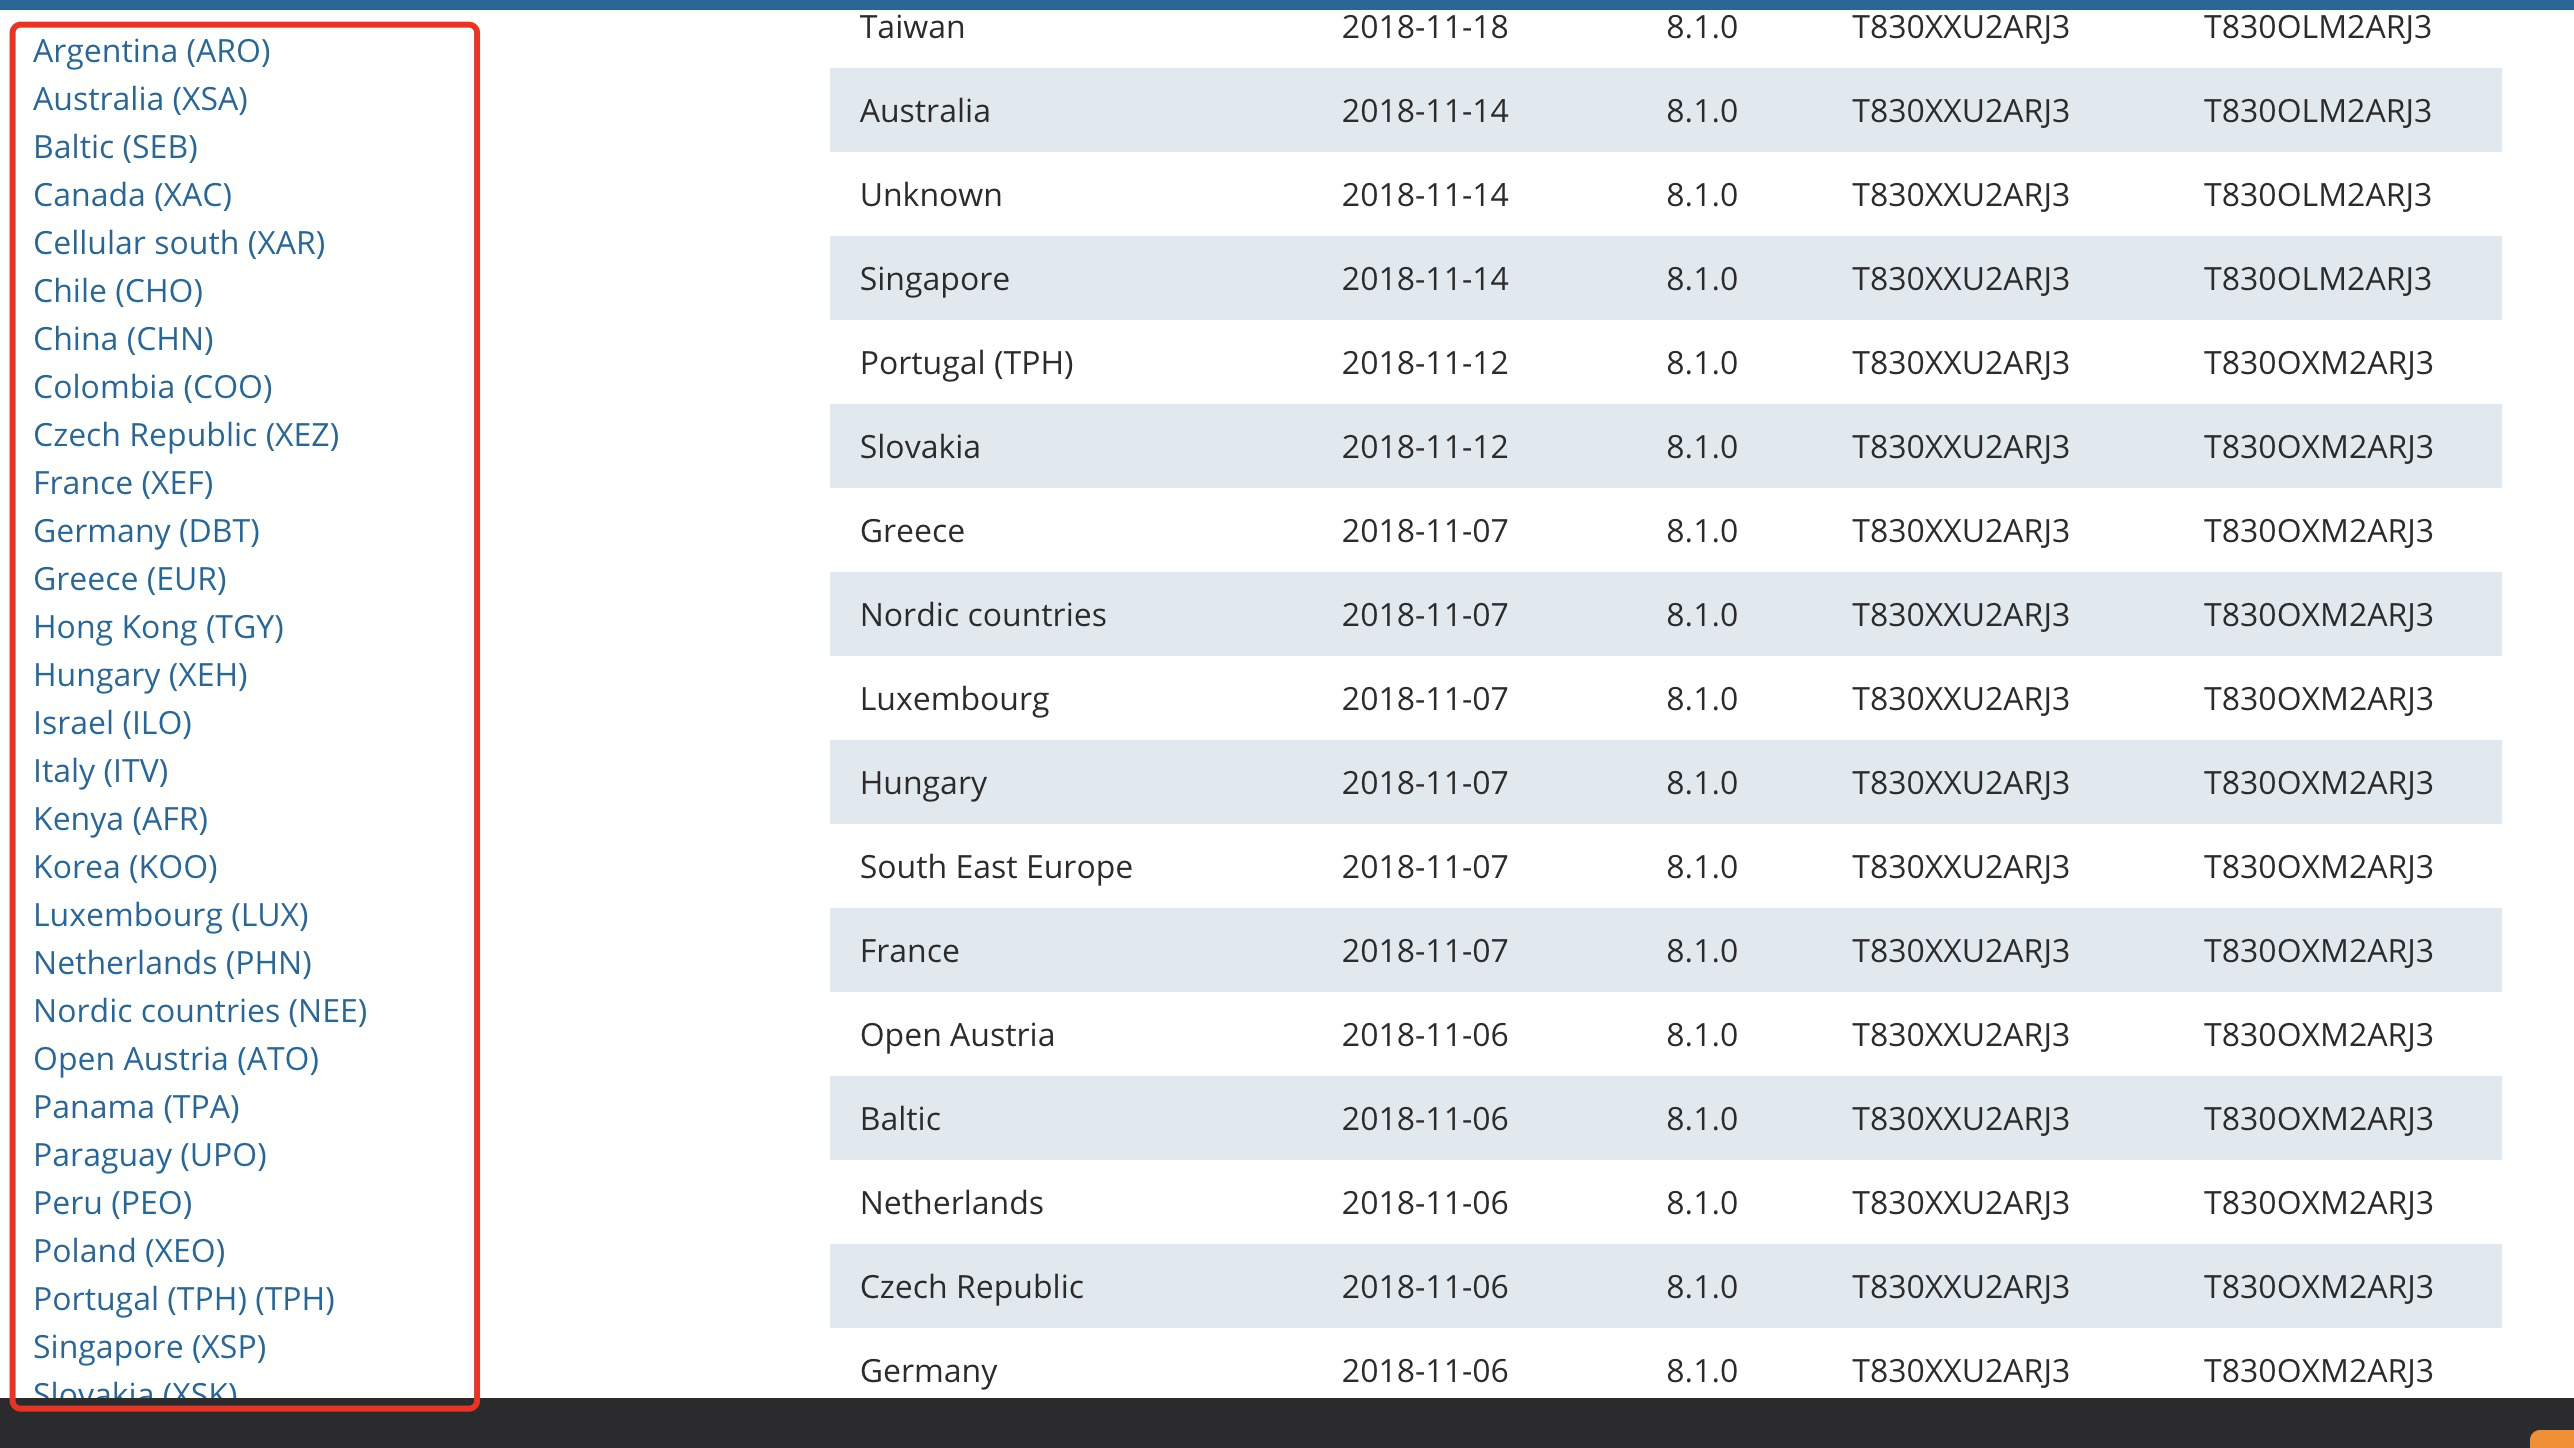 Argentina (ARO)
Australia (XSA)
Baltic (SEB)
Canada (XAC)
Cellular south (XAR)
Chile (CHO)
China (CHN)
Colombia (COO)
Czech Republic (XEZ)
France (XEF)
Germany (DBT)
Greece (EUR)
Hong Kong (TGY)
Hungary (XEH)
Israel (ILO)
Italy (ITV)
Kenya (AFR)
Korea (KOO)
Luxembourg (LUX)
Netherlands (PHN)
Nordic countries (NEE)
Open Austria (ATO)
Panama (TPA)
Paraguay (UPO)
Peru (PEO)
Poland (XEO)
Portugal (TPH) (TPH)
Singapore (XSP)
Slovakia (XSK)
Taiwan 2018-11-18 8.1.0 T830XXU2ARJ3 T830OLM2ARJ3
Australia 2018-11-14 8.1.0 T830XXU2ARJ3 T830OLM2ARJ3
Unknown 2018-11-14 8.1.0 T830XXU2ARJ3 T830OLM2ARJ3
Singapore 2018-11-14 8.1.0 T830XXU2ARJ3 T830OLM2ARJ3
Portugal (TPH) 2018-11-12 8.1.0 T830XXU2ARJ3 T830OXM2ARJ3
Slovakia 2018-11-12 8.1.0 T830XXU2ARJ3 T830OXM2ARJ3
Greece 2018-11-07 8.1.0 T830XXU2ARJ3 T830OXM2ARJ3
Nordic countries 2018-11-07 8.1.0 T830XXU2ARJ3 T830OXM2ARJ3
Luxembourg 2018-11-07 8.1.0 T830XXU2ARJ3 T830OXM2ARJ3
Hungary 2018-11-07 8.1.0 T830XXU2ARJ3 T830OXM2ARJ3
South East Europe 2018-11-07 8.1.0 T830XXU2ARJ3 T830OXM2ARJ3
France 2018-11-07 8.1.0 T830XXU2ARJ3 T830OXM2ARJ3
Open Austria 2018-11-06 8.1.0 T830XXU2ARJ3 T830OXM2ARJ3
Baltic 2018-11-06 8.1.0 T830XXU2ARJ3 T830OXM2ARJ3
Netherlands 2018-11-06 8.1.0 T830XXU2ARJ3 T830OXM2ARJ3
Czech Republic 2018-11-06 8.1.0 T830XXU2ARJ3 T830OXM2ARJ3
Germany 2018-11-06 8.1.0 T830XXU2ARJ3 T830OXM2ARJ3